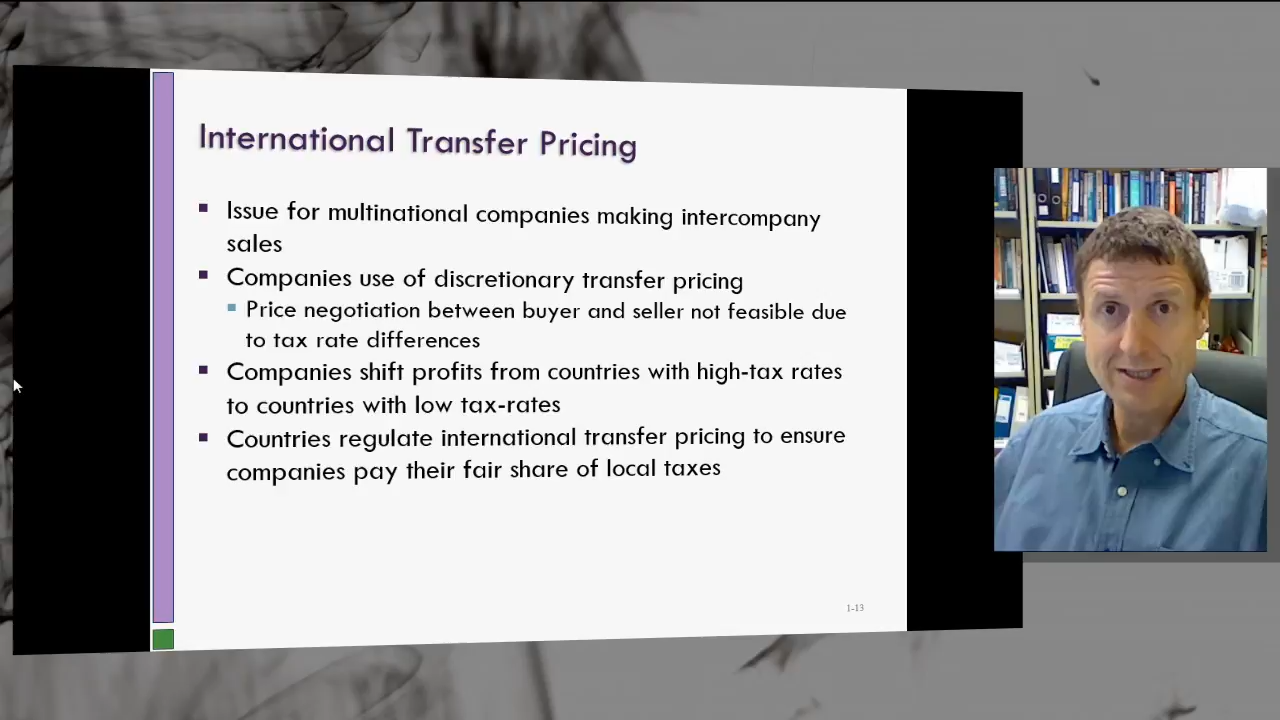 International Transfer Pricing
Issue for multinational companies making intercompany
sales
Companies use of discretionary transfer pricing
Price negotiation between buyer and seller not feasible due
to tax rate differences
Companies shift profits from countries with high-tax rates
to countries with low tax-rates
Countries regulate international transfer pricing to ensure
companies pay their fair share of local taxes
1-13